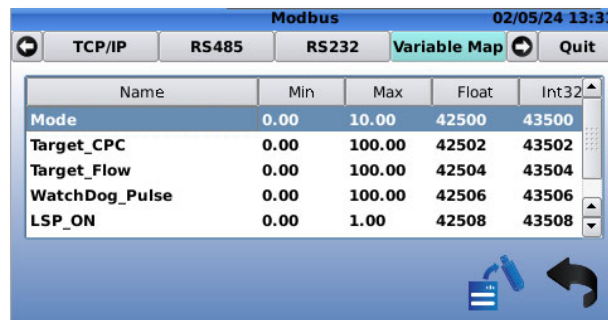 Modbus 02/05/24 13:31
TCP/IP RS485 RS232 Variable Map Quit
Name Min Max Float Int32
Mode 0.00 10.00 42500 43500
Target_CPC 0.00 100.00 42502 43502
Target_Flow 0.00 100.00 42504 43504
WatchDog_Pulse 0.00 100.00 42506 43506
LSP_ON 0.00 1.00 42508 43508